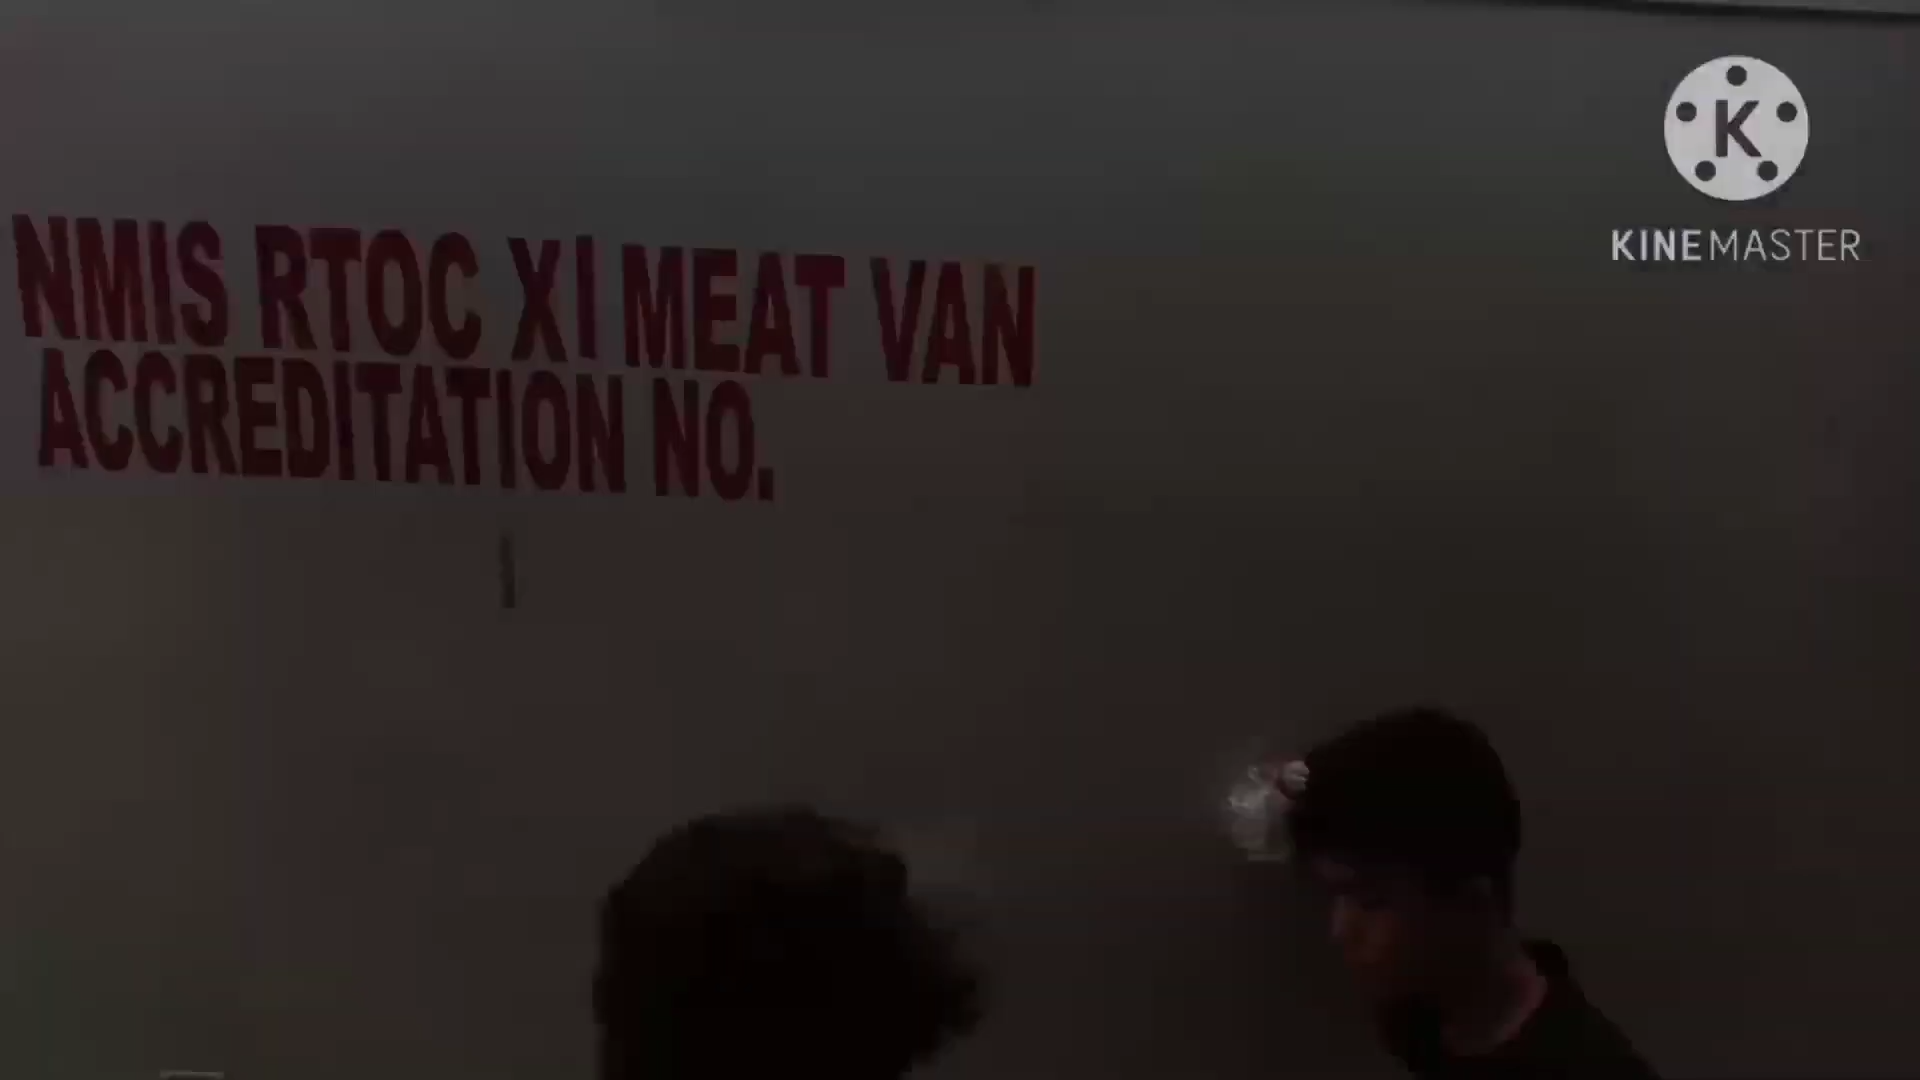 NMIS RTOC XI MEAT VAN
ACCREDITATION NO.
K
KINEMASTER